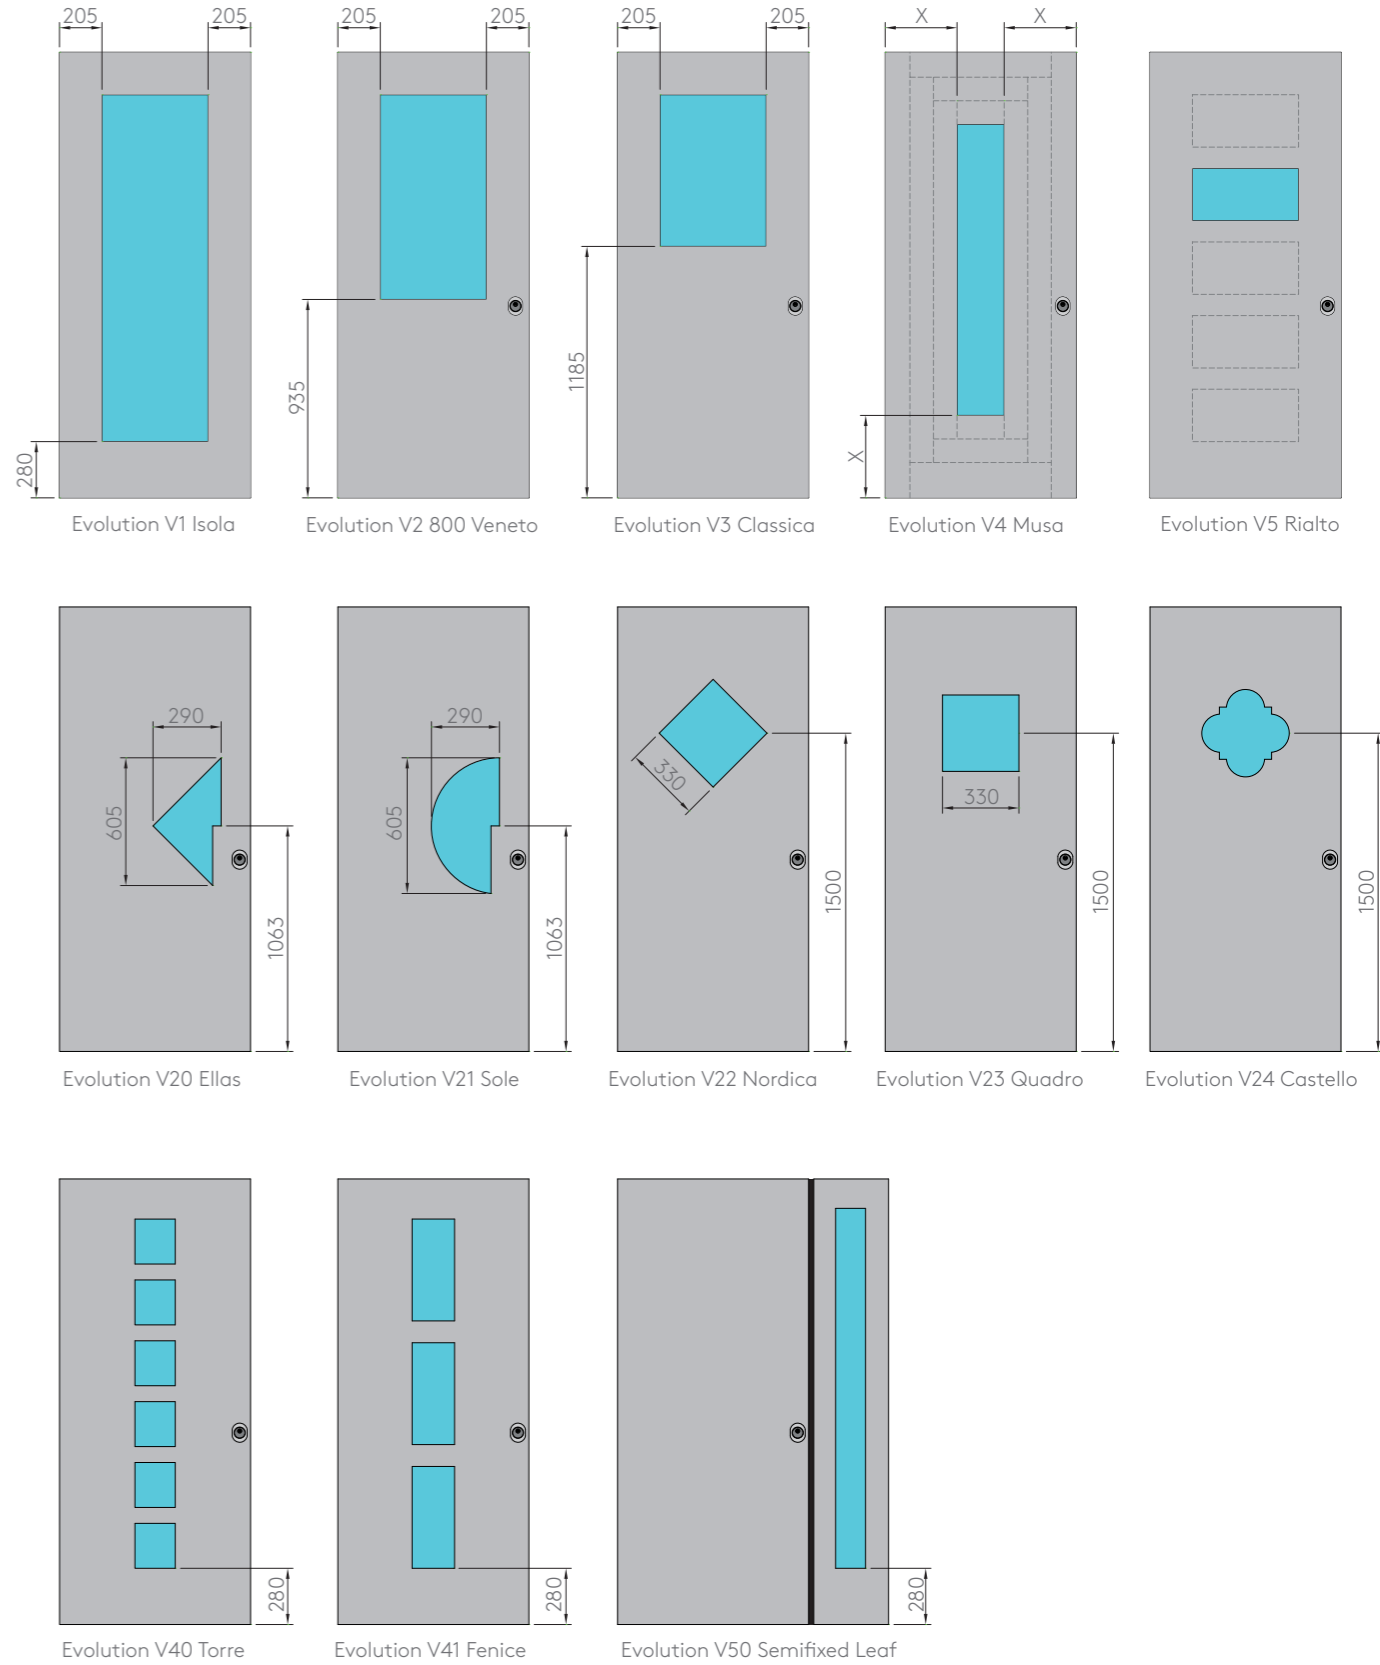 205 205 205 205 205 205 X X
280
935
1185
X
Evolution V1 Isola
Evolution V2 800 Veneto
Evolution V3 Classica
Evolution V4 Musa
Evolution V5 Rialto
290
605
1063
290
605
1063
330
1500
330
1500
1500
Evolution V20 Ellas
Evolution V21 Sole
Evolution V22 Nordica
Evolution V23 Quadro
Evolution V24 Castello
280
280
280
Evolution V40 Torre
Evolution V41 Fenice
Evolution V50 Semifixed Leaf